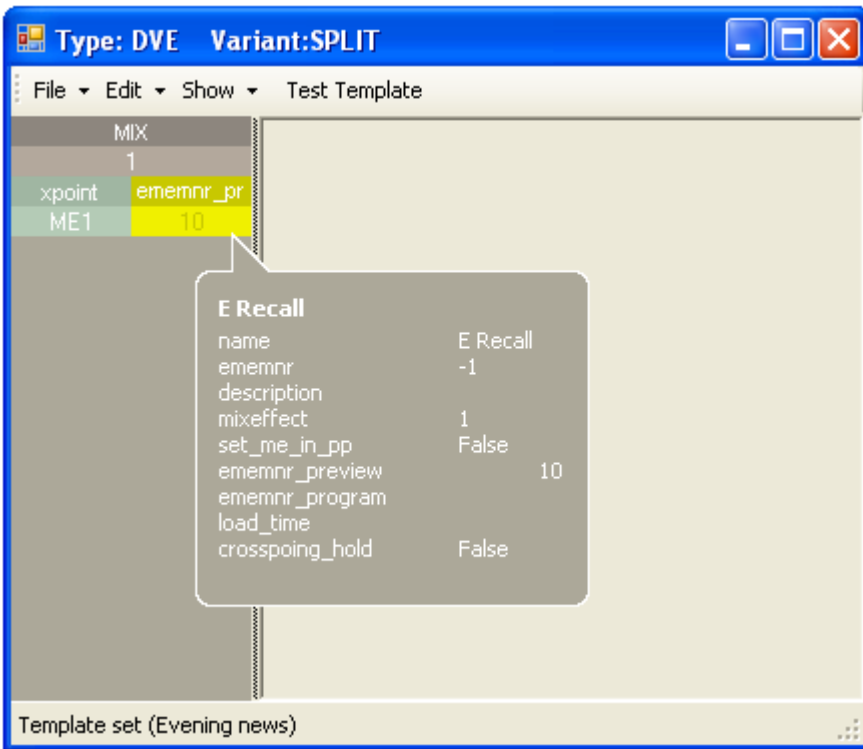 Type: DVE Variant:SPLIT
File Edit Show Test Template
MIX
1
xpoint ememnr_pr
ME1 10
E Recall
name E Recall
ememnr -1
description
mixeffect 1
set_me_in_pp False
ememnr_preview 10
ememnr_program
load_time
crosspoing_hold False
Template set (Evening news)